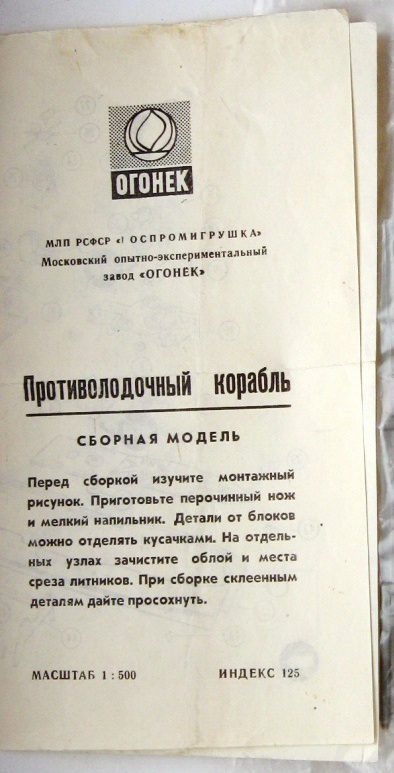 ОГОНЕК
МЛП РСФСР «ГОСПРОМИГРУШКА»
Московский опытно-экспериментальный
завод «ОГОНЕК»
Противолодочный корабль
СБОРНАЯ МОДЕЛЬ
Перед сборкой изучите монтажный
рисунок. Приготовьте перочинный нож
и мелкий напильник. Детали от блоков
можно отделять кусачками. На отдель-
ных узлах зачистите облой и места
среза литников. При сборке склеенным
деталям дайте просохнуть.
МАСШТАБ 1 : 500 ИНДЕКС 125